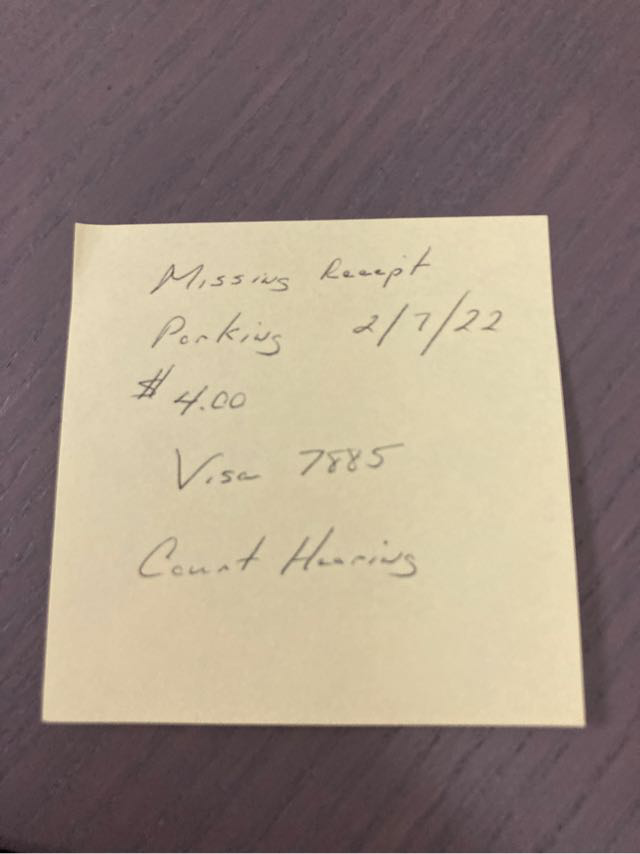 Missing Receipt
Parking 2/7/22
$4.00
Visa 7885
Court Hearing